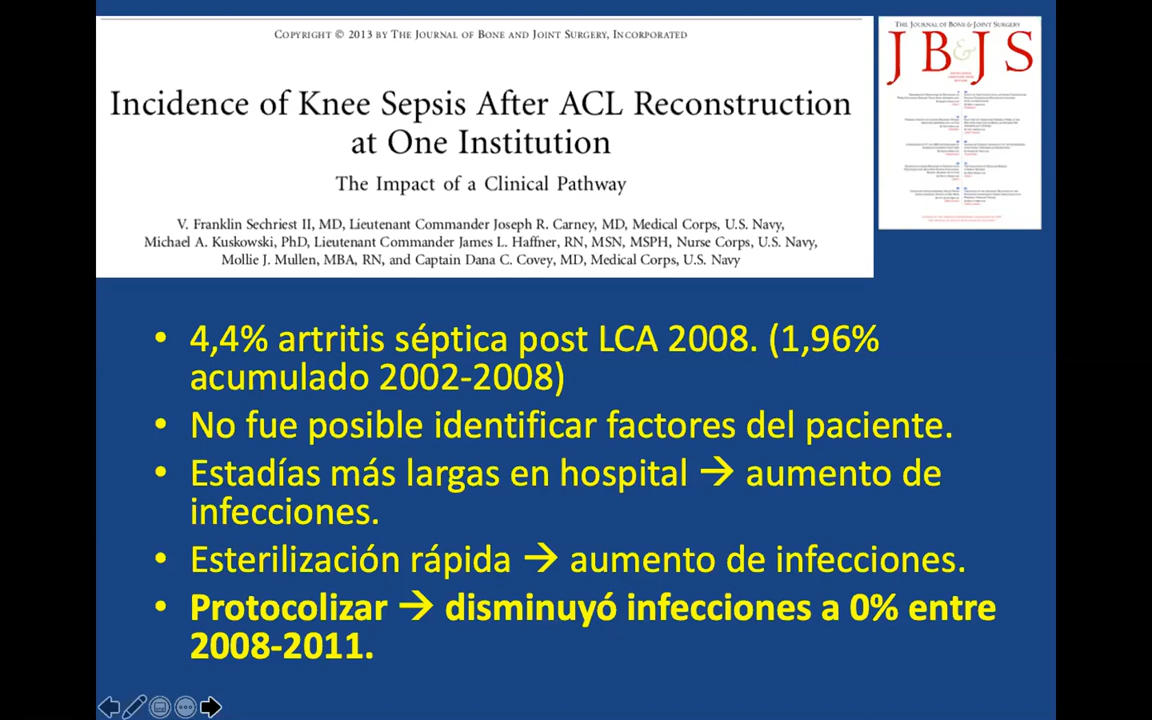 COPYRIGHT © 2013 BY THE JOURNAL OF BONE AND JOINT SURGERY, INCORPORATED
Incidence of Knee Sepsis After ACL Reconstruction
at One Institution
The Impact of a Clinical Pathway
V. Franklin Sechriest II, MD, Lieutenant Commander Joseph R. Carney, MD, Medical Corps, U.S. Navy,
Michael A. Kuskowski, PhD, Lieutenant Commander James L. Haffner, RN, MSN, MSPH, Nurse Corps, U.S. Navy,
Mollie J. Mullen, MBA, RN, and Captain Dana C. Covey, MD, Medical Corps, U.S. Navy
THE JOURNAL OF BONE & JOINT SURGERY
JB&JS
• 4,4% artritis séptica post LCA 2008. (1,96%
acumulado 2002-2008)
• No fue posible identificar factores del paciente.
• Estadías más largas en hospital → aumento de
infecciones.
• Esterilización rápida → aumento de infecciones.
• Protocolizar → disminuyó infecciones a 0% entre
2008-2011.